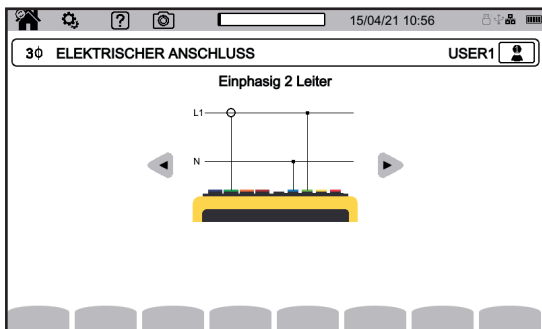 ? 15/04/21 10:56
3Φ ELEKTRISCHER ANSCHLUSS USER1
Einphasig 2 Leiter
L1
N